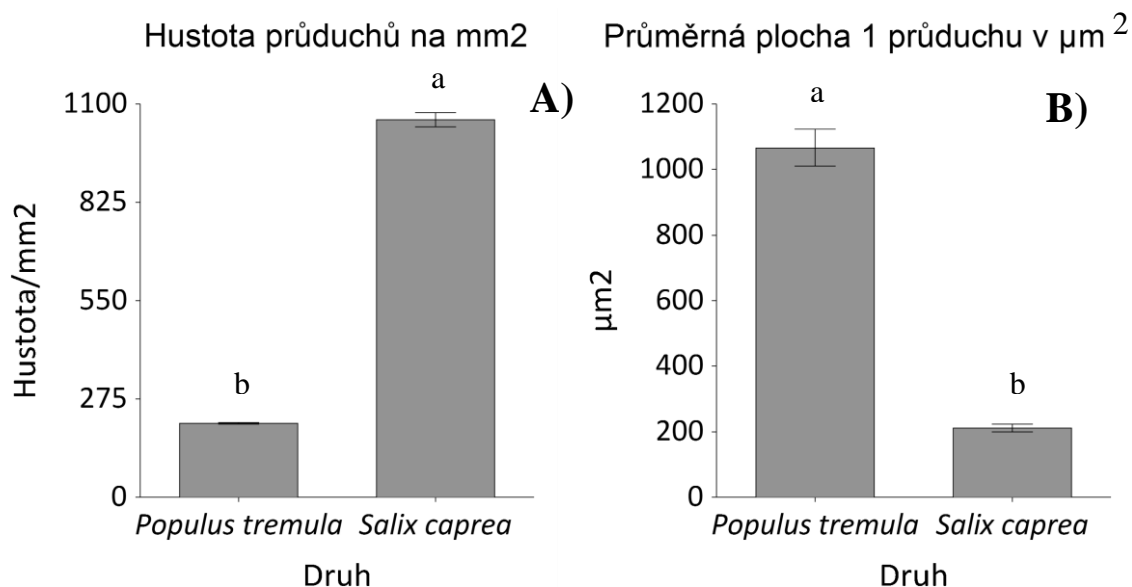 Hustota průduchů na mm2
A)
a
b
1100
825
550
275
0
Hustota/mm2
Populus tremula Salix caprea
Druh
Průměrná plocha 1 průduchu v µm 2
B)
a
b
1200
1000
800
600
400
200
0
µm2
Populus tremula Salix caprea
Druh